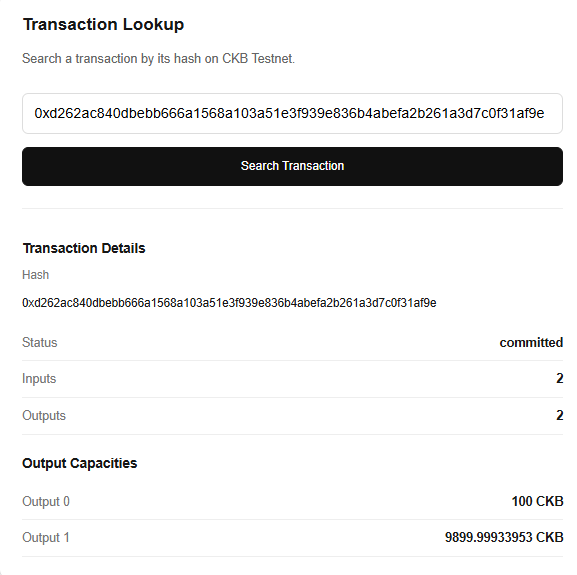 Transaction Lookup
Search a transaction by its hash on CKB Testnet.
0xd262ac840dbebb666a1568a103a51e3f939e836b4abefa2b261a3d7c0f31af9e
Search Transaction
Transaction Details
Hash
0xd262ac840dbebb666a1568a103a51e3f939e836b4abefa2b261a3d7c0f31af9e
Status committed
Inputs 2
Outputs 2
Output Capacities
Output 0 100 CKB
Output 1 9899.99933953 CKB